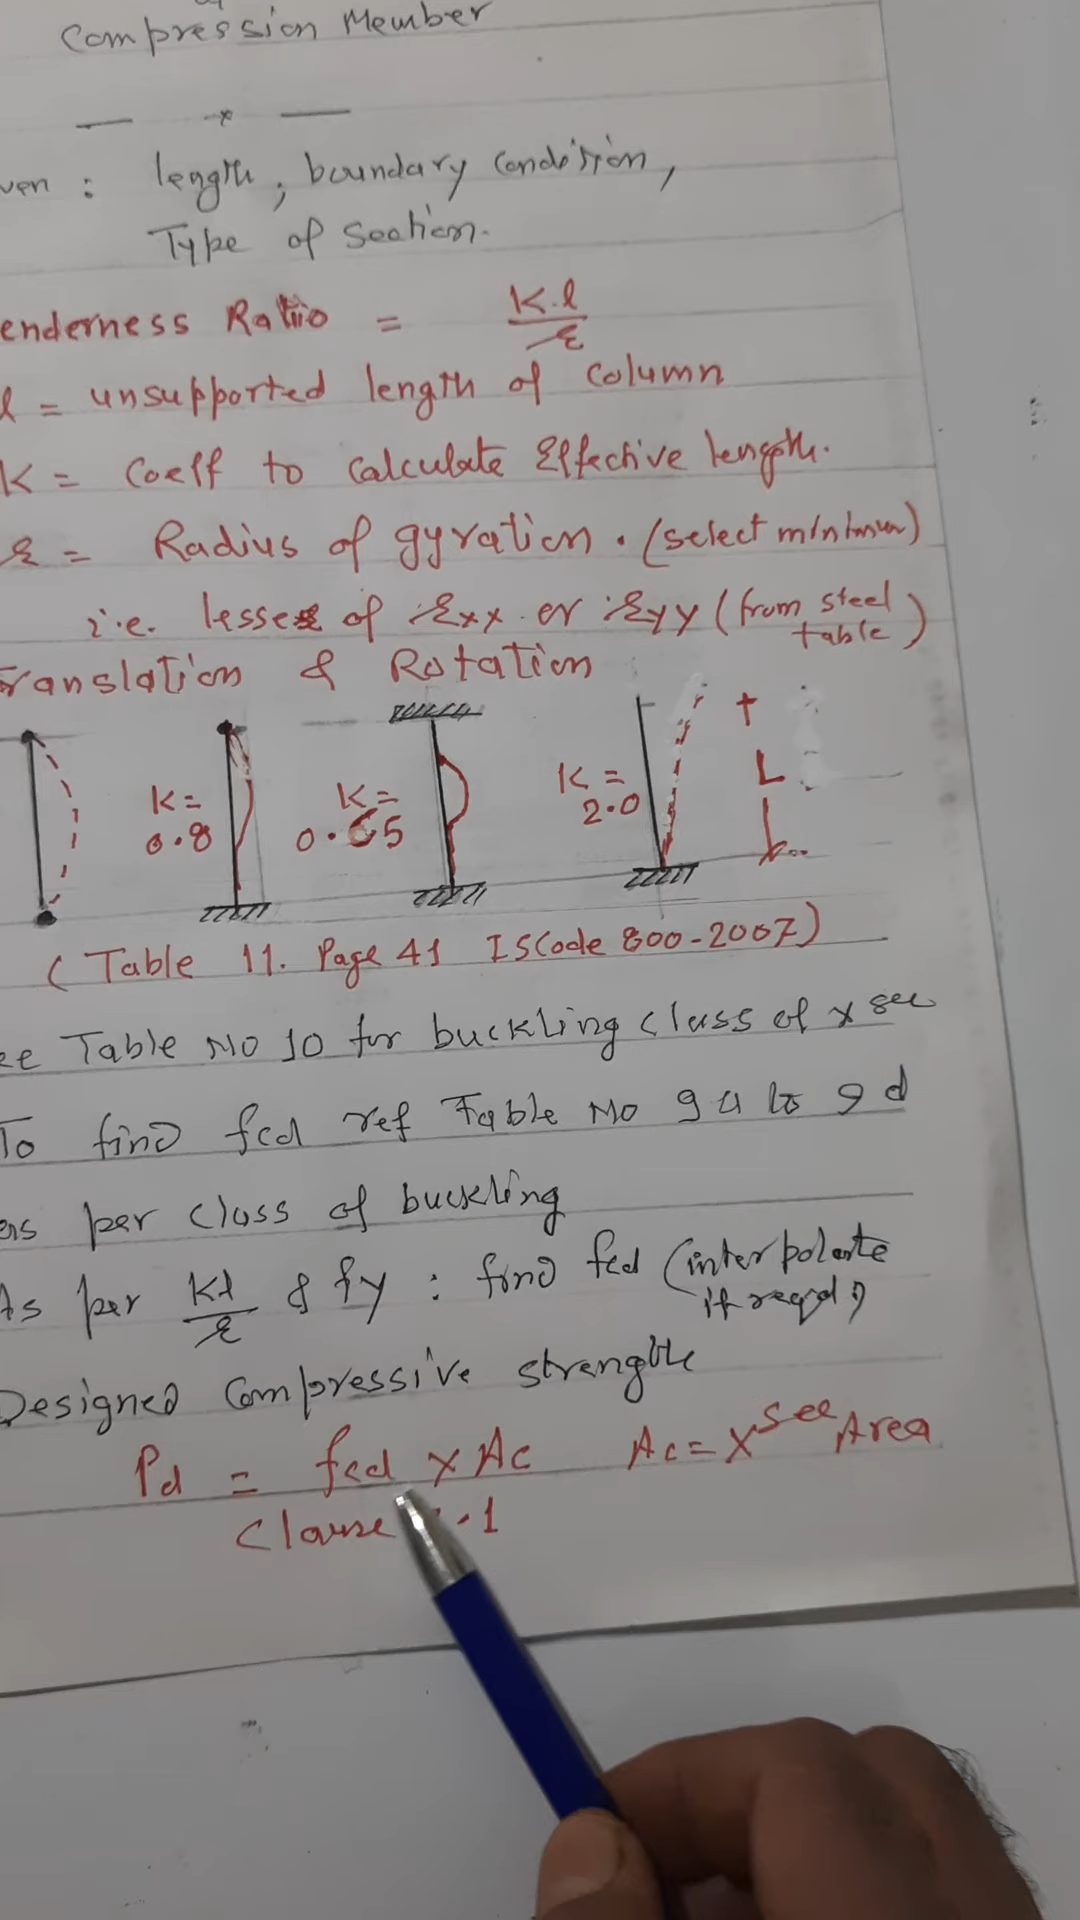 Compression Member
ven : length, boundary condition,
Type of section.
enderness Ratio = K.l / r
l = unsupported length of column
K = Coeff to calculate Effective length.
r = Radius of gyration. (select minimum)
i.e. lesser of rxx or ryy (from steel table)
ranslation & Rotation
K = 0.8
K = 0.65
K = 2.0
L
(Table 11. Page 41 IS Code 800-2007)
ee Table No 10 for buckling class of x sec
To find fcd ref Table No 9a to 9d
as per class of buckling
As per Kl/r & fy : find fcd (interpolate if reqd)
Designed Compressive strength
Pd = fcd x Ac Ac = x sec Area
Clause .1